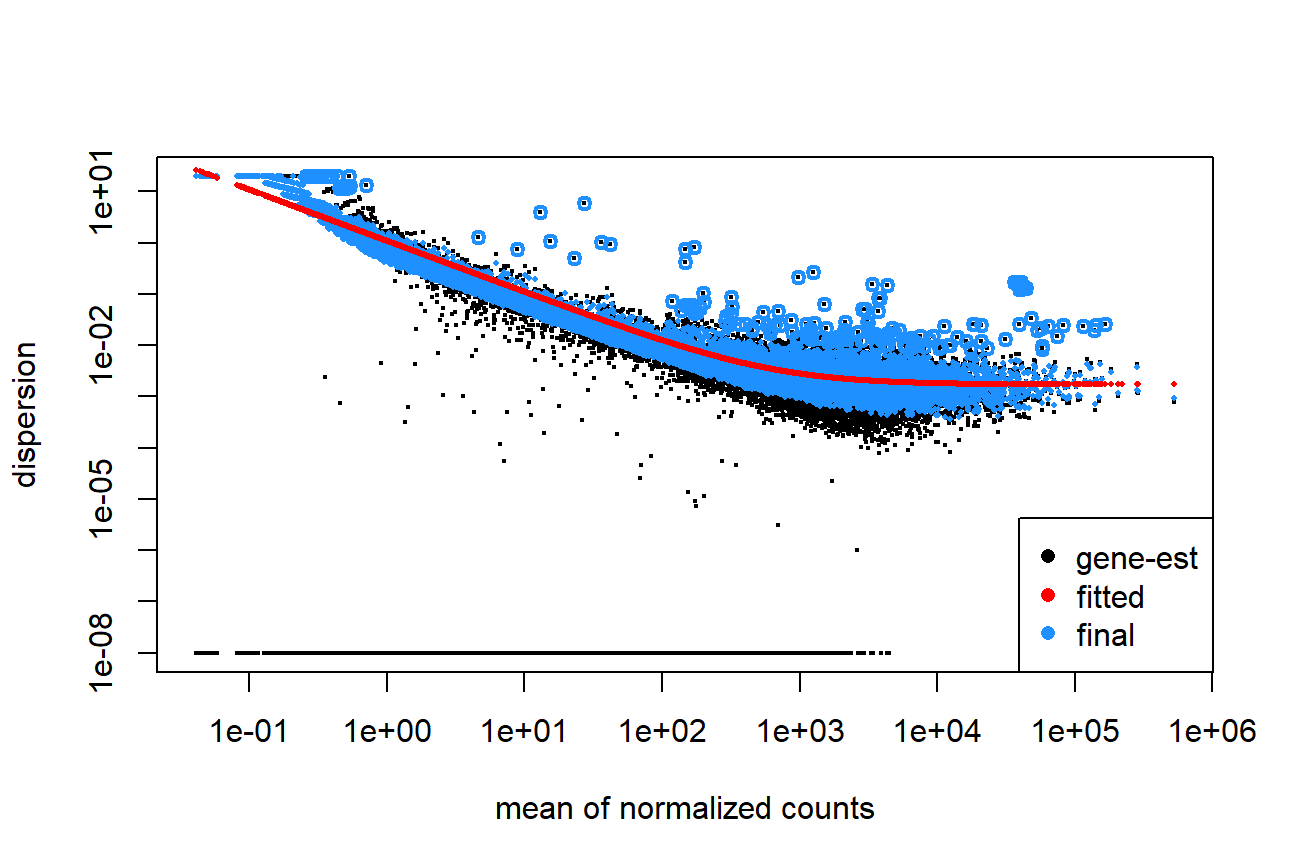 dispersion
1e+01
1e-02
1e-05
1e-08
gene-est
fitted
final
1e-01 1e+00 1e+01 1e+02 1e+03 1e+04 1e+05 1e+06
mean of normalized counts